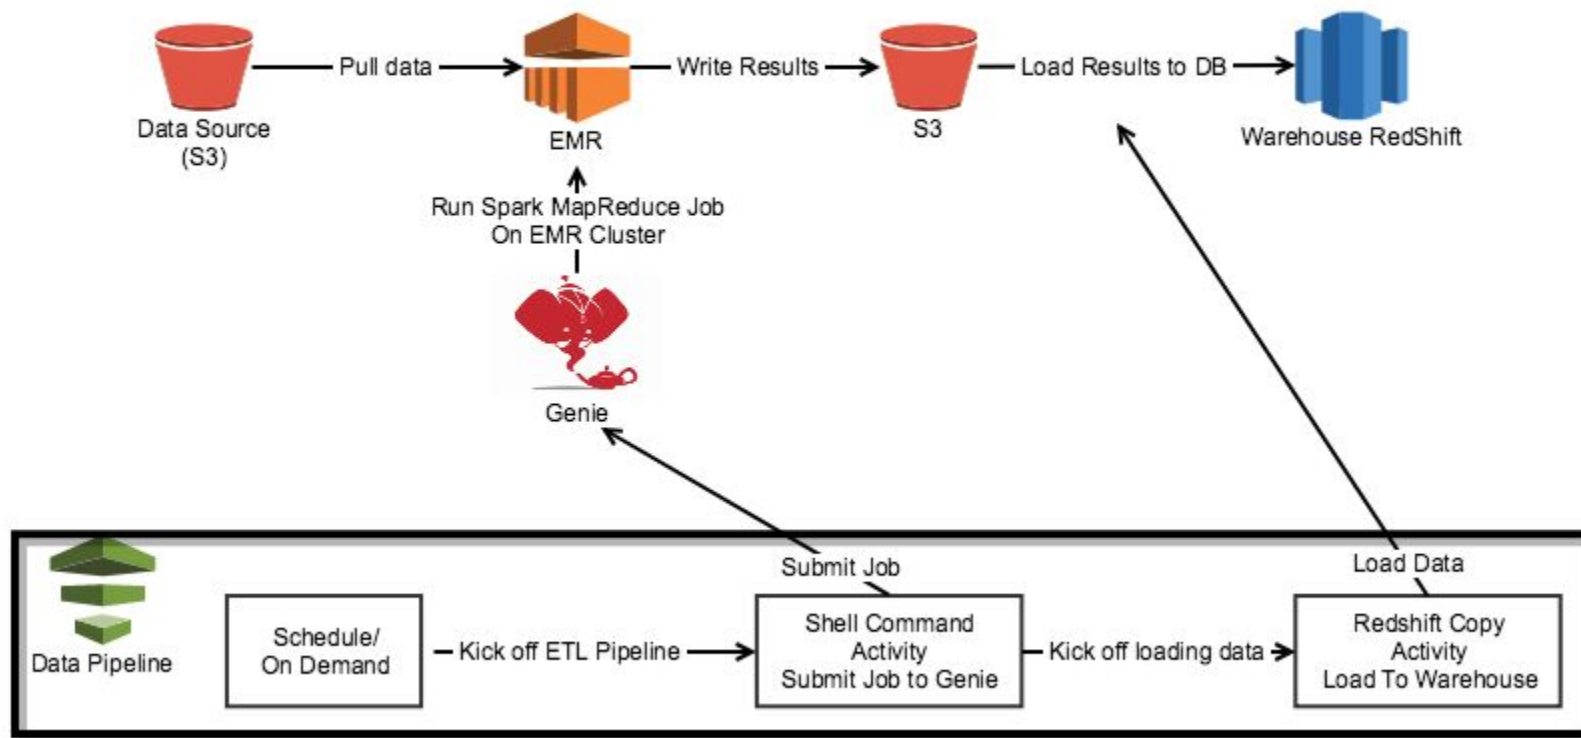 Pull data
Write Results
Load Results to DB
Data Source
(S3)
EMR
S3
Warehouse RedShift
Run Spark MapReduce Job
On EMR Cluster
Genie
Submit Job
Load Data
Data Pipeline
Schedule/
On Demand
Kick off ETL Pipeline
Shell Command
Activity
Submit Job to Genie
Kick off loading data
Redshift Copy
Activity
Load To Warehouse